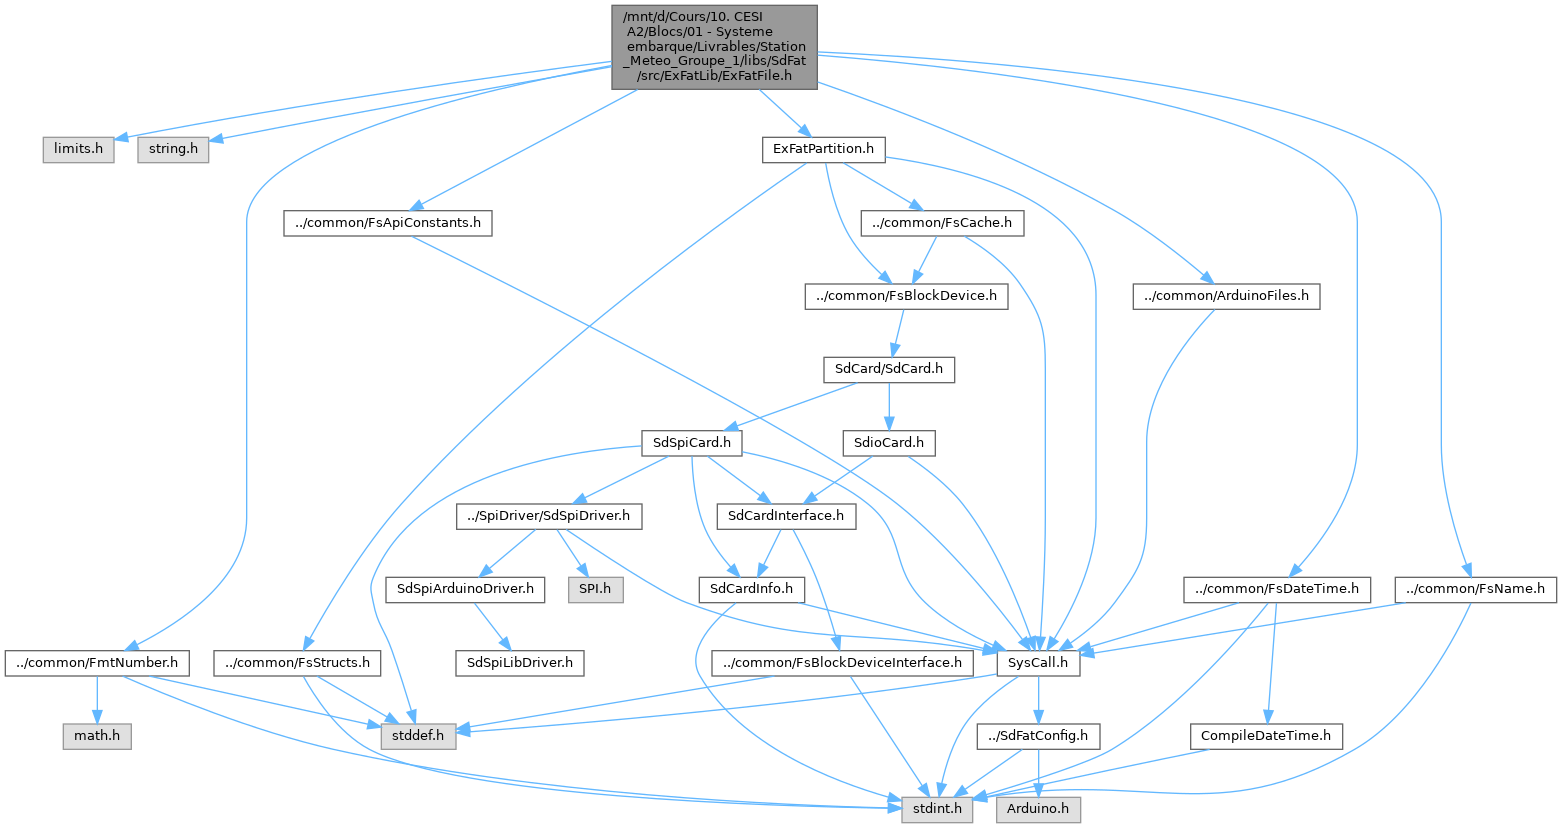 /mnt/d/Cours/10. CESI
A2/Blocs/01 - Systeme
embarque/Livrables/Station
_Meteo_Groupe_1/libs/SdFat
/src/ExFatLib/ExFatFile.h
limits.h
string.h
ExFatPartition.h
../common/FsApiConstants.h
../common/FsCache.h
../common/FsBlockDevice.h
../common/ArduinoFiles.h
SdCard/SdCard.h
SdSpiCard.h
SdioCard.h
../SpiDriver/SdSpiDriver.h
SdCardInterface.h
SdSpiArduinoDriver.h
SPI.h
SdCardInfo.h
../common/FsDateTime.h
../common/FsName.h
../common/FmtNumber.h
../common/FsStructs.h
SdSpiLibDriver.h
../common/FsBlockDeviceInterface.h
SysCall.h
math.h
stddef.h
../SdFatConfig.h
CompileDateTime.h
stdint.h
Arduino.h